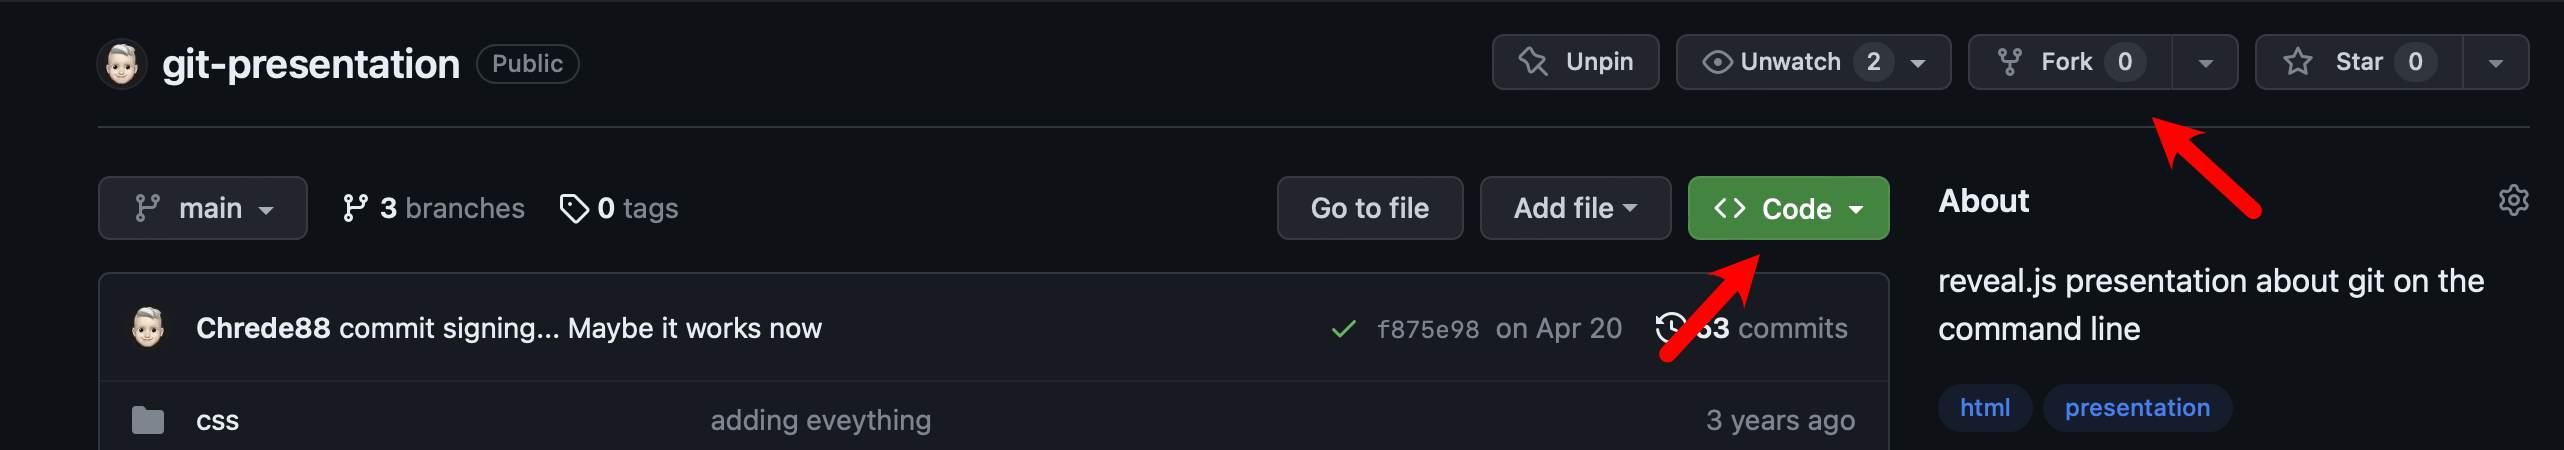 git-presentation Public Unpin Unwatch 2 Fork 0 Star 0
main 3 branches 0 tags Go to file Add file Code
About
reveal.js presentation about git on the
command line
html presentation
Chrede88 commit signing... Maybe it works now f875e98 on Apr 20 commits
css adding eveything 3 years ago